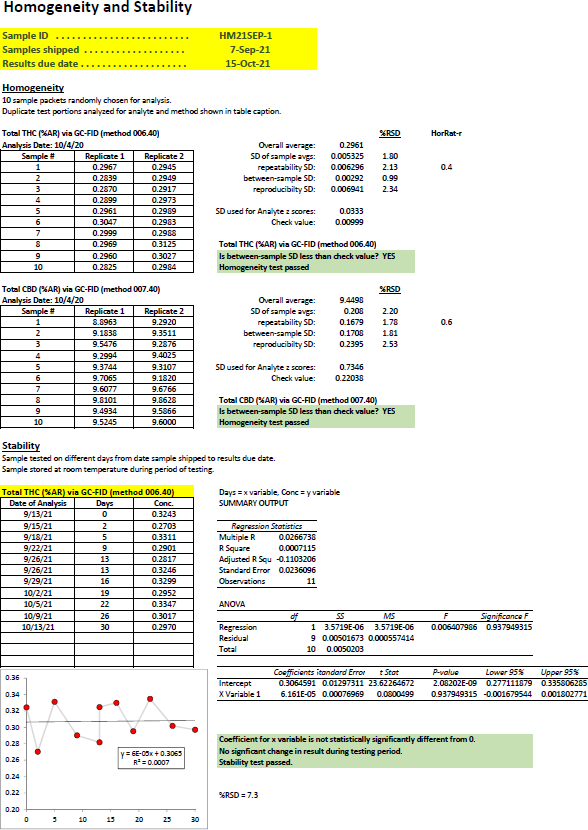 Homogeneity and Stability
Sample ID ......................... HM21SEP-1
Samples shipped ................... 7-Sep-21
Results due date .................... 15-Oct-21
Homogeneity
10 sample packets randomly chosen for analysis.
Duplicate test portions analyzed for analyte and method shown in table caption.
Total THC (%AR) via GC-FID (method 006.40) %RSD HorRat-r
Analysis Date: 10/4/20 Overall average: 0.2961
Sample # Replicate 1 Replicate 2 SD of sample avgs: 0.005325 1.80
1 0.2967 0.2945 repeatability SD: 0.006296 2.13 0.4
2 0.2839 0.2949 between-sample SD: 0.00292 0.99
3 0.2870 0.2917 reproducibilty SD: 0.006941 2.34
4 0.2899 0.2973
5 0.2961 0.2989 SD used for Analyte z scores: 0.0333
6 0.3047 0.2983 Check value: 0.00999
7 0.2999 0.2988
8 0.2969 0.3125 Total THC (%AR) via GC-FID (method 006.40)
9 0.2960 0.3027 Is between-sample SD less than check value? YES
10 0.2825 0.2984 Homogeneity test passed
Total CBD (%AR) via GC-FID (method 007.40) %RSD
Analysis Date: 10/4/20 Overall average: 9.4498
Sample # Replicate 1 Replicate 2 SD of sample avgs: 0.208 2.20
1 8.8963 9.2920 repeatability SD: 0.1679 1.78 0.6
2 9.1838 9.3511 between-sample SD: 0.1708 1.81
3 9.5476 9.2876 reproducibilty SD: 0.2395 2.53
4 9.2994 9.4025
5 9.3744 9.3107 SD used for Analyte z scores: 0.7346
6 9.7065 9.1820 Check value: 0.22038
7 9.6077 9.6766
8 9.8101 9.8628 Total CBD (%AR) via GC-FID (method 007.40)
9 9.4934 9.5866 Is between-sample SD less than check value? YES
10 9.5245 9.6000 Homogeneity test passed
Stability
Sample tested on different days from date sample shipped to results due date.
Sample stored at room temperature during period of testing.
Total THC (%AR) via GC-FID (method 006.40) Days = x variable, Conc = y variable
Date of Analysis Days Conc. SUMMARY OUTPUT
9/13/21 0 0.3243
9/15/21 2 0.2703 Regression Statistics
9/18/21 5 0.3311 Multiple R 0.0266738
9/22/21 9 0.2901 R Square 0.0007115
9/26/21 13 0.2817 Adjusted R Squ -0.1103206
9/26/21 13 0.3246 Standard Error 0.0236096
9/29/21 16 0.3299 Observations 11
10/2/21 19 0.2952
10/5/21 22 0.3347 ANOVA
10/9/21 26 0.3017 df SS MS F Significance F
10/13/21 30 0.2970 Regression 1 3.5719E-06 3.5719E-06 0.006407986 0.937949315
Residual 9 0.00501673 0.000557414
Total 10 0.0050203
Coefficients tandard Error t Stat P-value Lower 95% Upper 95%
Intercept 0.3064591 0.01297311 23.62264672 2.08202E-09 0.277111879 0.335806285
X Variable 1 6.161E-05 0.00076969 0.0800499 0.937949315 -0.001679544 0.001802771
0.36
0.34
0.32
0.30
0.28
0.26
0.24
0.22
0.20
0 5 10 15 20 25 30
y = 6E-05x + 0.3065
R² = 0.0007
Coefficient for x variable is not statistically significantly different from 0.
No signficant change in result during testing period.
Stability test passed.
%RSD = 7.3